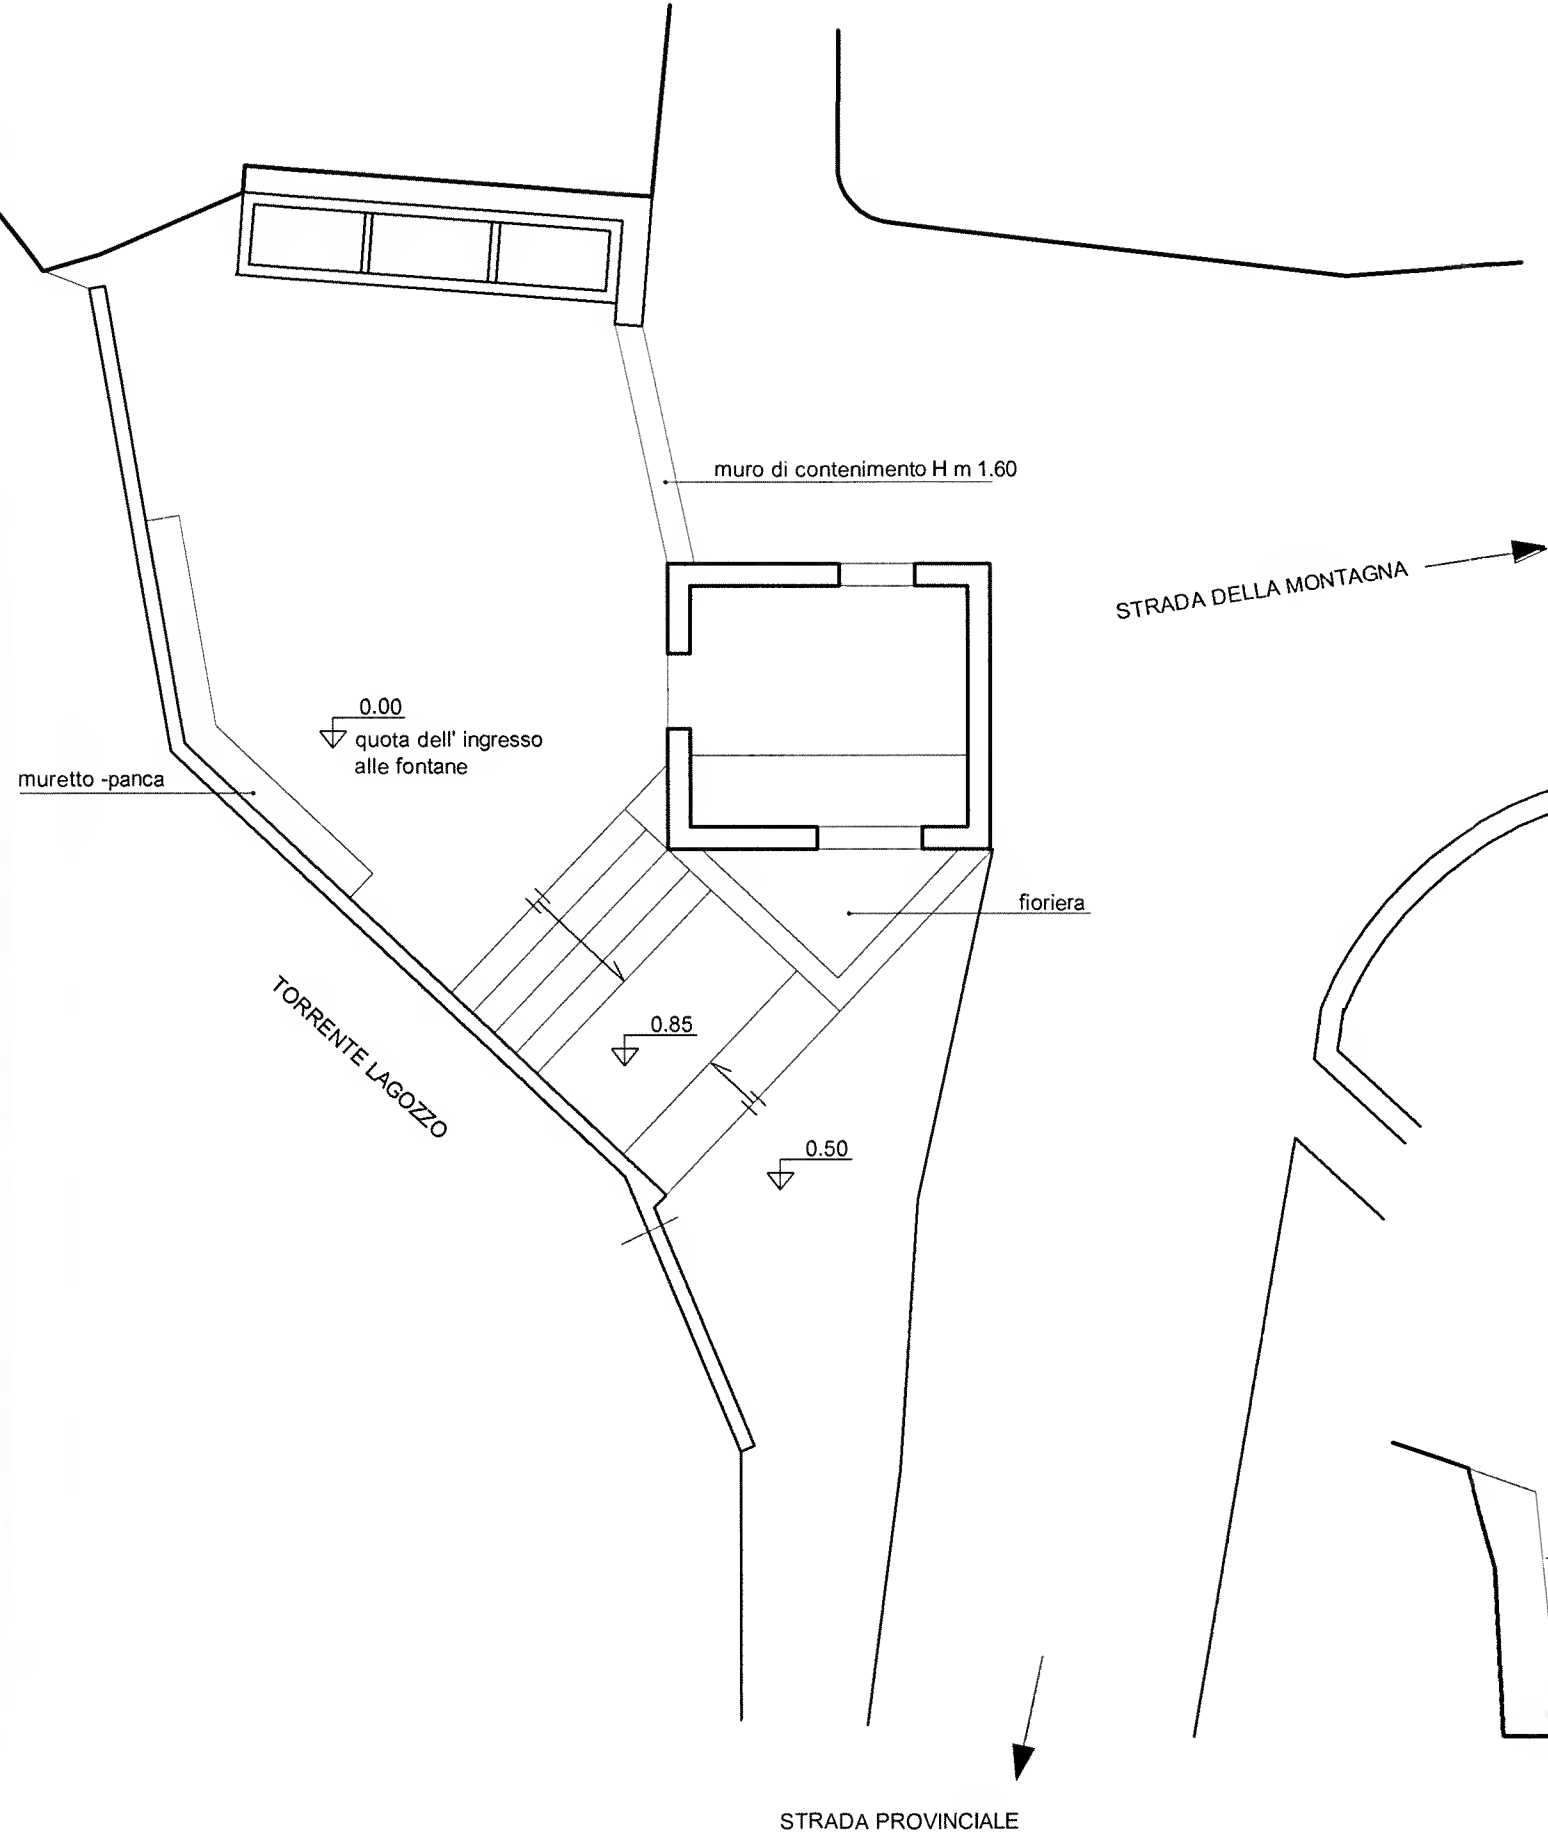 muro di contenimento H m 1.60
STRADA DELLA MONTAGNA
0.00
quota dell' ingresso
alle fontane
muretto -panca
fioriera
TORRENTE LAGOZZO
0.85
0.50
STRADA PROVINCIALE